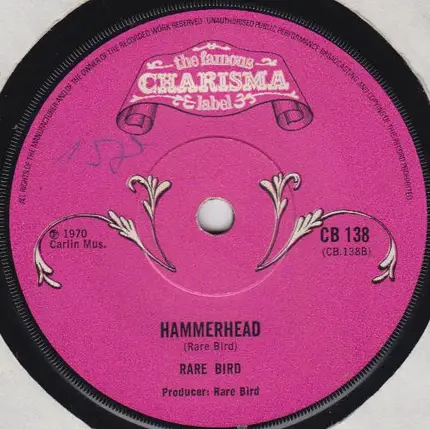 ALL RIGHTS OF THE MANUFACTURER AND OF THE OWNER OF THE RECORDED WORK RESERVED. UNAUTHORISED PUBLIC PERFORMANCE, BROADCASTING AND COPYING OF THIS RECORD PROHIBITED.
the famous
CHARISMA
& label
℗ 1970
Carlin Mus.
CB 138
(CB.138B)
HAMMERHEAD
(Rare Bird)
RARE BIRD
Producer: Rare Bird